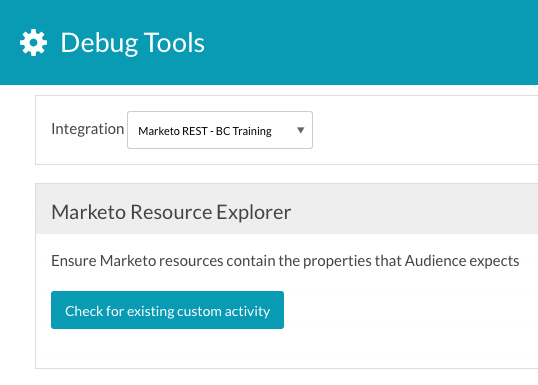 Debug Tools
Integration Marketo REST - BC Training
Marketo Resource Explorer
Ensure Marketo resources contain the properties that Audience expects
Check for existing custom activity